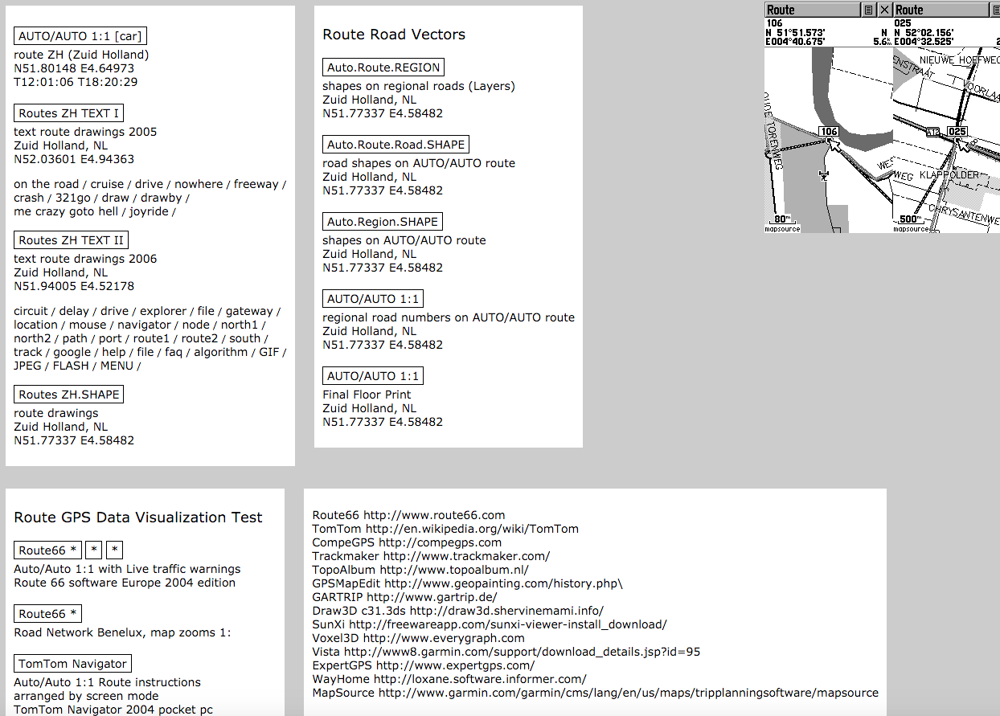 AUTO/AUTO 1:1 [car]
route ZH (Zuid Holland)
N51.80148 E4.64973
T12:01:06 T18:20:29
Routes ZH TEXT I
text route drawings 2005
Zuid Holland, NL
N52.03601 E4.94363
on the road / cruise / drive / nowhere / freeway /
crash / 321go / draw / drawby /
me crazy goto hell / joyride /
Routes ZH TEXT II
text route drawings 2006
Zuid Holland, NL
N51.94005 E4.52178
circuit / delay / drive / explorer / file / gateway /
location / mouse / navigator / node / north1 /
north2 / path / port / route1 / route2 / south /
track / google / help / file / faq / algorithm / GIF /
JPEG / FLASH / MENU /
Routes ZH.SHAPE
route drawings
Zuid Holland, NL
N51.77337 E4.58482
Route Road Vectors
Auto.Route.REGION
shapes on regional roads (Layers)
Zuid Holland, NL
N51.77337 E4.58482
Auto.Route.Road.SHAPE
road shapes on AUTO/AUTO route
Zuid Holland, NL
N51.77337 E4.58482
Auto.Region.SHAPE
shapes on AUTO/AUTO route
Zuid Holland, NL
N51.77337 E4.58482
AUTO/AUTO 1:1
regional road numbers on AUTO/AUTO route
Zuid Holland, NL
N51.77337 E4.58482
AUTO/AUTO 1:1
Final Floor Print
Zuid Holland, NL
N51.77337 E4.58482
Route
106
N 51°51.573' N
E004°40.675' 5.6
OUDE TORENWEG
106
WEG
80m
mapsource
Route
025
N 52°02.156'
E004°32.525' 2
ENSTRAAT
NIEUWE HOEFWEG
VOORLAA
A12
025
KLAPPOLDER
CHRYSANTENWE
500m
mapsource
Route GPS Data Visualization Test
Route66 * * *
Auto/Auto 1:1 with Live traffic warnings
Route 66 software Europe 2004 edition
Route66 *
Road Network Benelux, map zooms 1:
TomTom Navigator
Auto/Auto 1:1 Route instructions
arranged by screen mode
TomTom Navigator 2004 pocket pc
Route66 http://www.route66.com
TomTom http://en.wikipedia.org/wiki/TomTom
CompeGPS http://compegps.com
Trackmaker http://www.trackmaker.com/
TopoAlbum http://www.topoalbum.nl/
GPSMapEdit http://www.geopainting.com/history.php\
GARTRIP http://www.gartrip.de/
Draw3D c31.3ds http://draw3d.shervinemami.info/
SunXi http://freewareapp.com/sunxi-viewer-install_download/
Voxel3D http://www.everygraph.com
Vista http://www8.garmin.com/support/download_details.jsp?id=95
ExpertGPS http://www.expertgps.com/
WayHome http://loxane.software.informer.com/
MapSource http://www.garmin.com/garmin/cms/lang/en/us/maps/tripplanningsoftware/mapsource